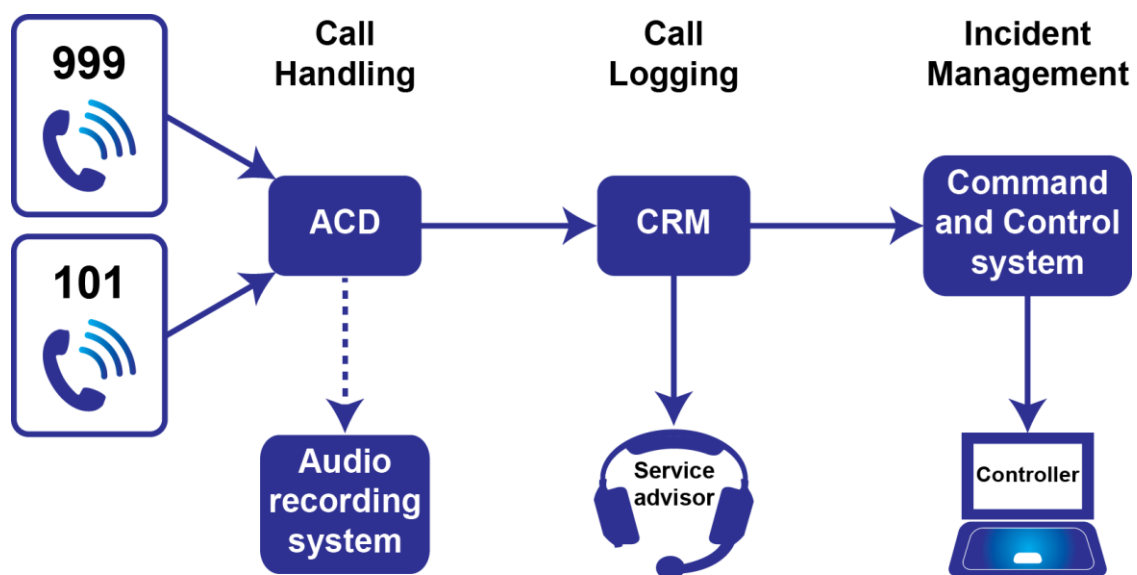 999
101
Call
Handling
Call
Logging
Incident
Management
ACD
CRM
Command
and Control
system
Audio
recording
system
Service
advisor
Controller